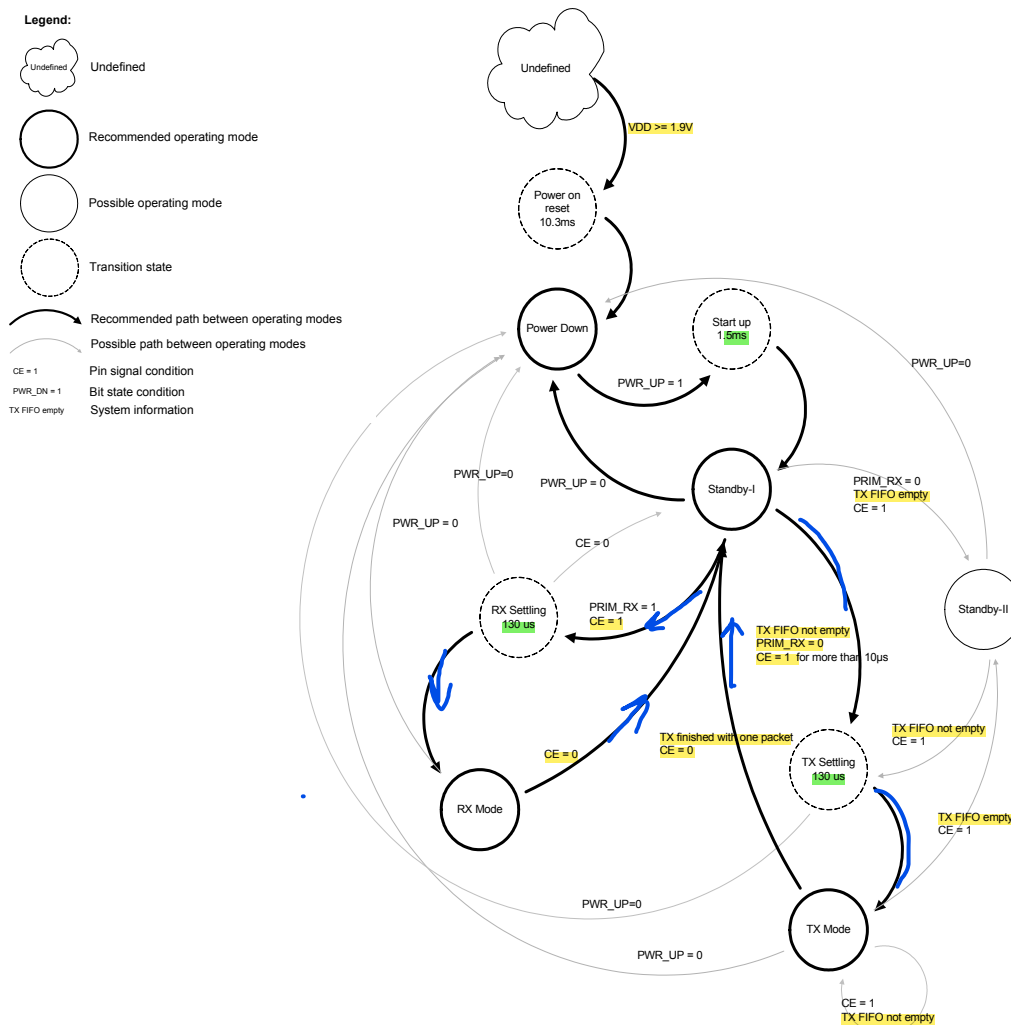 Legend:
Undefined
Undefined
Recommended operating mode
Possible operating mode
Transition state
Recommended path between operating modes
Possible path between operating modes
CE = 1
Pin signal condition
PWR_DN = 1
Bit state condition
TX FIFO empty
System information
Undefined
VDD >= 1.9V
Power on
reset
10.3ms
Power Down
Start up
1.5ms
PWR_UP=0
PWR_UP = 1
PWR_UP=0
PWR_UP = 0
Standby-I
PRIM_RX = 0
TX FIFO empty
CE = 1
PWR_UP = 0
CE = 0
RX Settling
130 us
PRIM_RX = 1
CE = 1
Standby-II
TX FIFO not empty
PRIM_RX = 0
CE = 1 for more than 10µs
TX FIFO not empty
CE = 1
TX finished with one packet
CE = 0
CE = 0
TX Settling
130 us
RX Mode
TX FIFO empty
CE = 1
PWR_UP=0
TX Mode
PWR_UP = 0
CE = 1
TX FIFO not empty